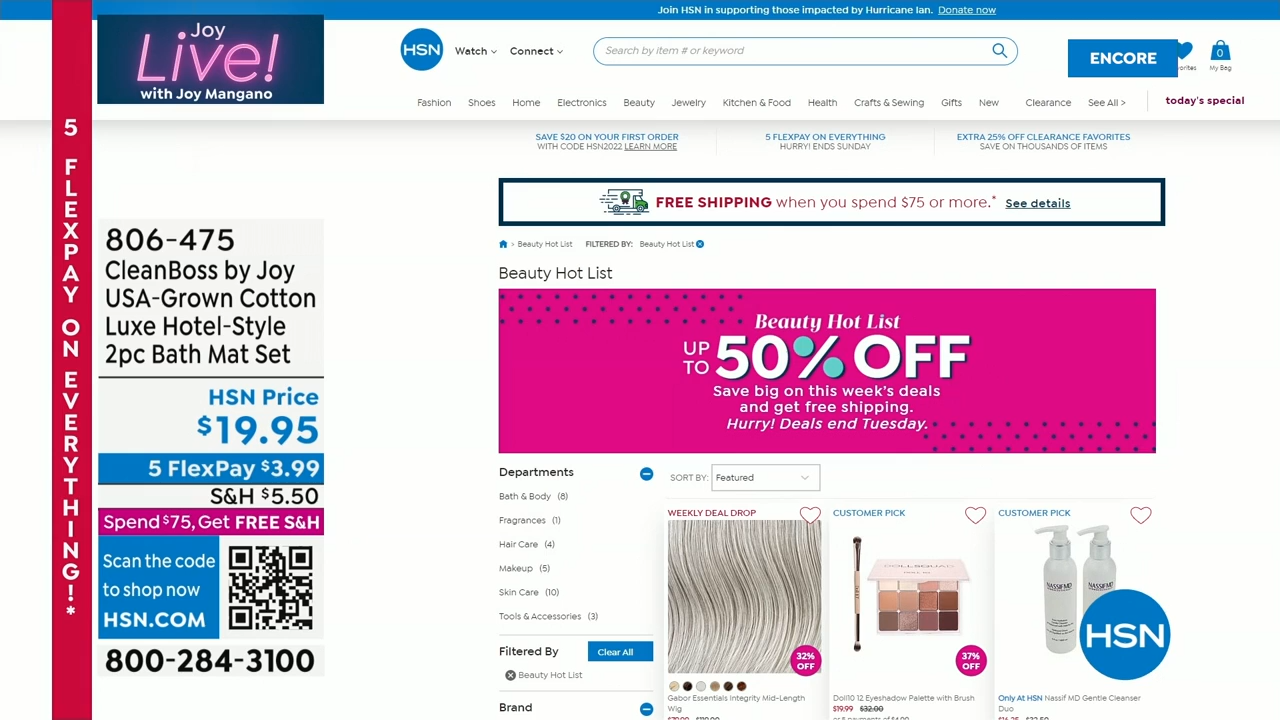 Join HSN in supporting those impacted by Hurricane Ian. Donate now
Joy
Live!
with Joy Mangano
HSN
Watch
Connect
Search by item # or keyword
ENCORE
My Bag
0
Fashion Shoes Home Electronics Beauty Jewelry Kitchen & Food Health Crafts & Sewing Gifts New Clearance See All > today's special
5 FLEXPAY ON EVERYTHING!*
SAVE $20 ON YOUR FIRST ORDER
WITH CODE HSN2022 LEARN MORE
5 FLEXPAY ON EVERYTHING
HURRY! ENDS SUNDAY
EXTRA 25% OFF CLEARANCE FAVORITES
SAVE ON THOUSANDS OF ITEMS
FREE SHIPPING when you spend $75 or more.* See details
> Beauty Hot List FILTERED BY: Beauty Hot List
Beauty Hot List
Beauty Hot List
UP TO 50% OFF
Save big on this week's deals
and get free shipping.
Hurry! Deals end Tuesday.
806-475
CleanBoss by Joy
USA-Grown Cotton
Luxe Hotel-Style
2pc Bath Mat Set
HSN Price
$19.95
5 FlexPay $3.99
S&H $5.50
Spend $75, Get FREE S&H
Scan the code
to shop now
HSN.COM
800-284-3100
Departments
Bath & Body (8)
Fragrances (1)
Hair Care (4)
Makeup (5)
Skin Care (10)
Tools & Accessories (3)
Filtered By
Clear All
Beauty Hot List
Brand
SORT BY: Featured
WEEKLY DEAL DROP
32% OFF
Gabor Essentials Integrity Mid-Length
Wig
CUSTOMER PICK
37% OFF
Doll10 12 Eyeshadow Palette with Brush
$19.99 $32.00
CUSTOMER PICK
NASSIFMD
NASSIFMD
Only At HSN Nassif MD Gentle Cleanser
Duo
HSN